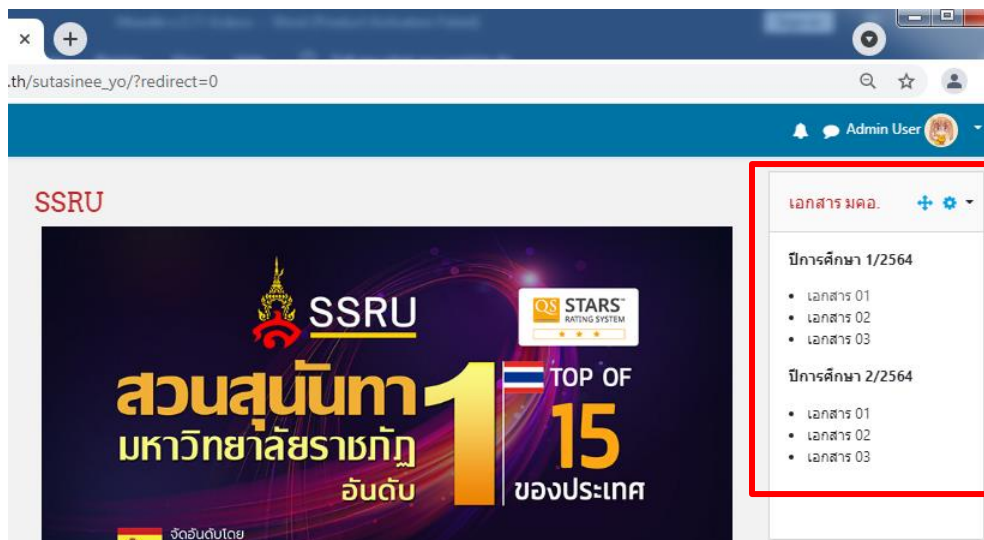 .th/sutasinee_yo/?redirect=0
Admin User
SSRU
เอกสาร มคอ.
ปีการศึกษา 1/2564
เอกสาร 01
เอกสาร 02
เอกสาร 03
ปีการศึกษา 2/2564
เอกสาร 01
เอกสาร 02
เอกสาร 03
SSRU
QS STARS™
RATING SYSTEM
สวนสุนันทา
มหาวิทยาลัยราชภัฏ
อันดับ
1
TOP OF
15
ของประเทศ
จัดอันดับโดย